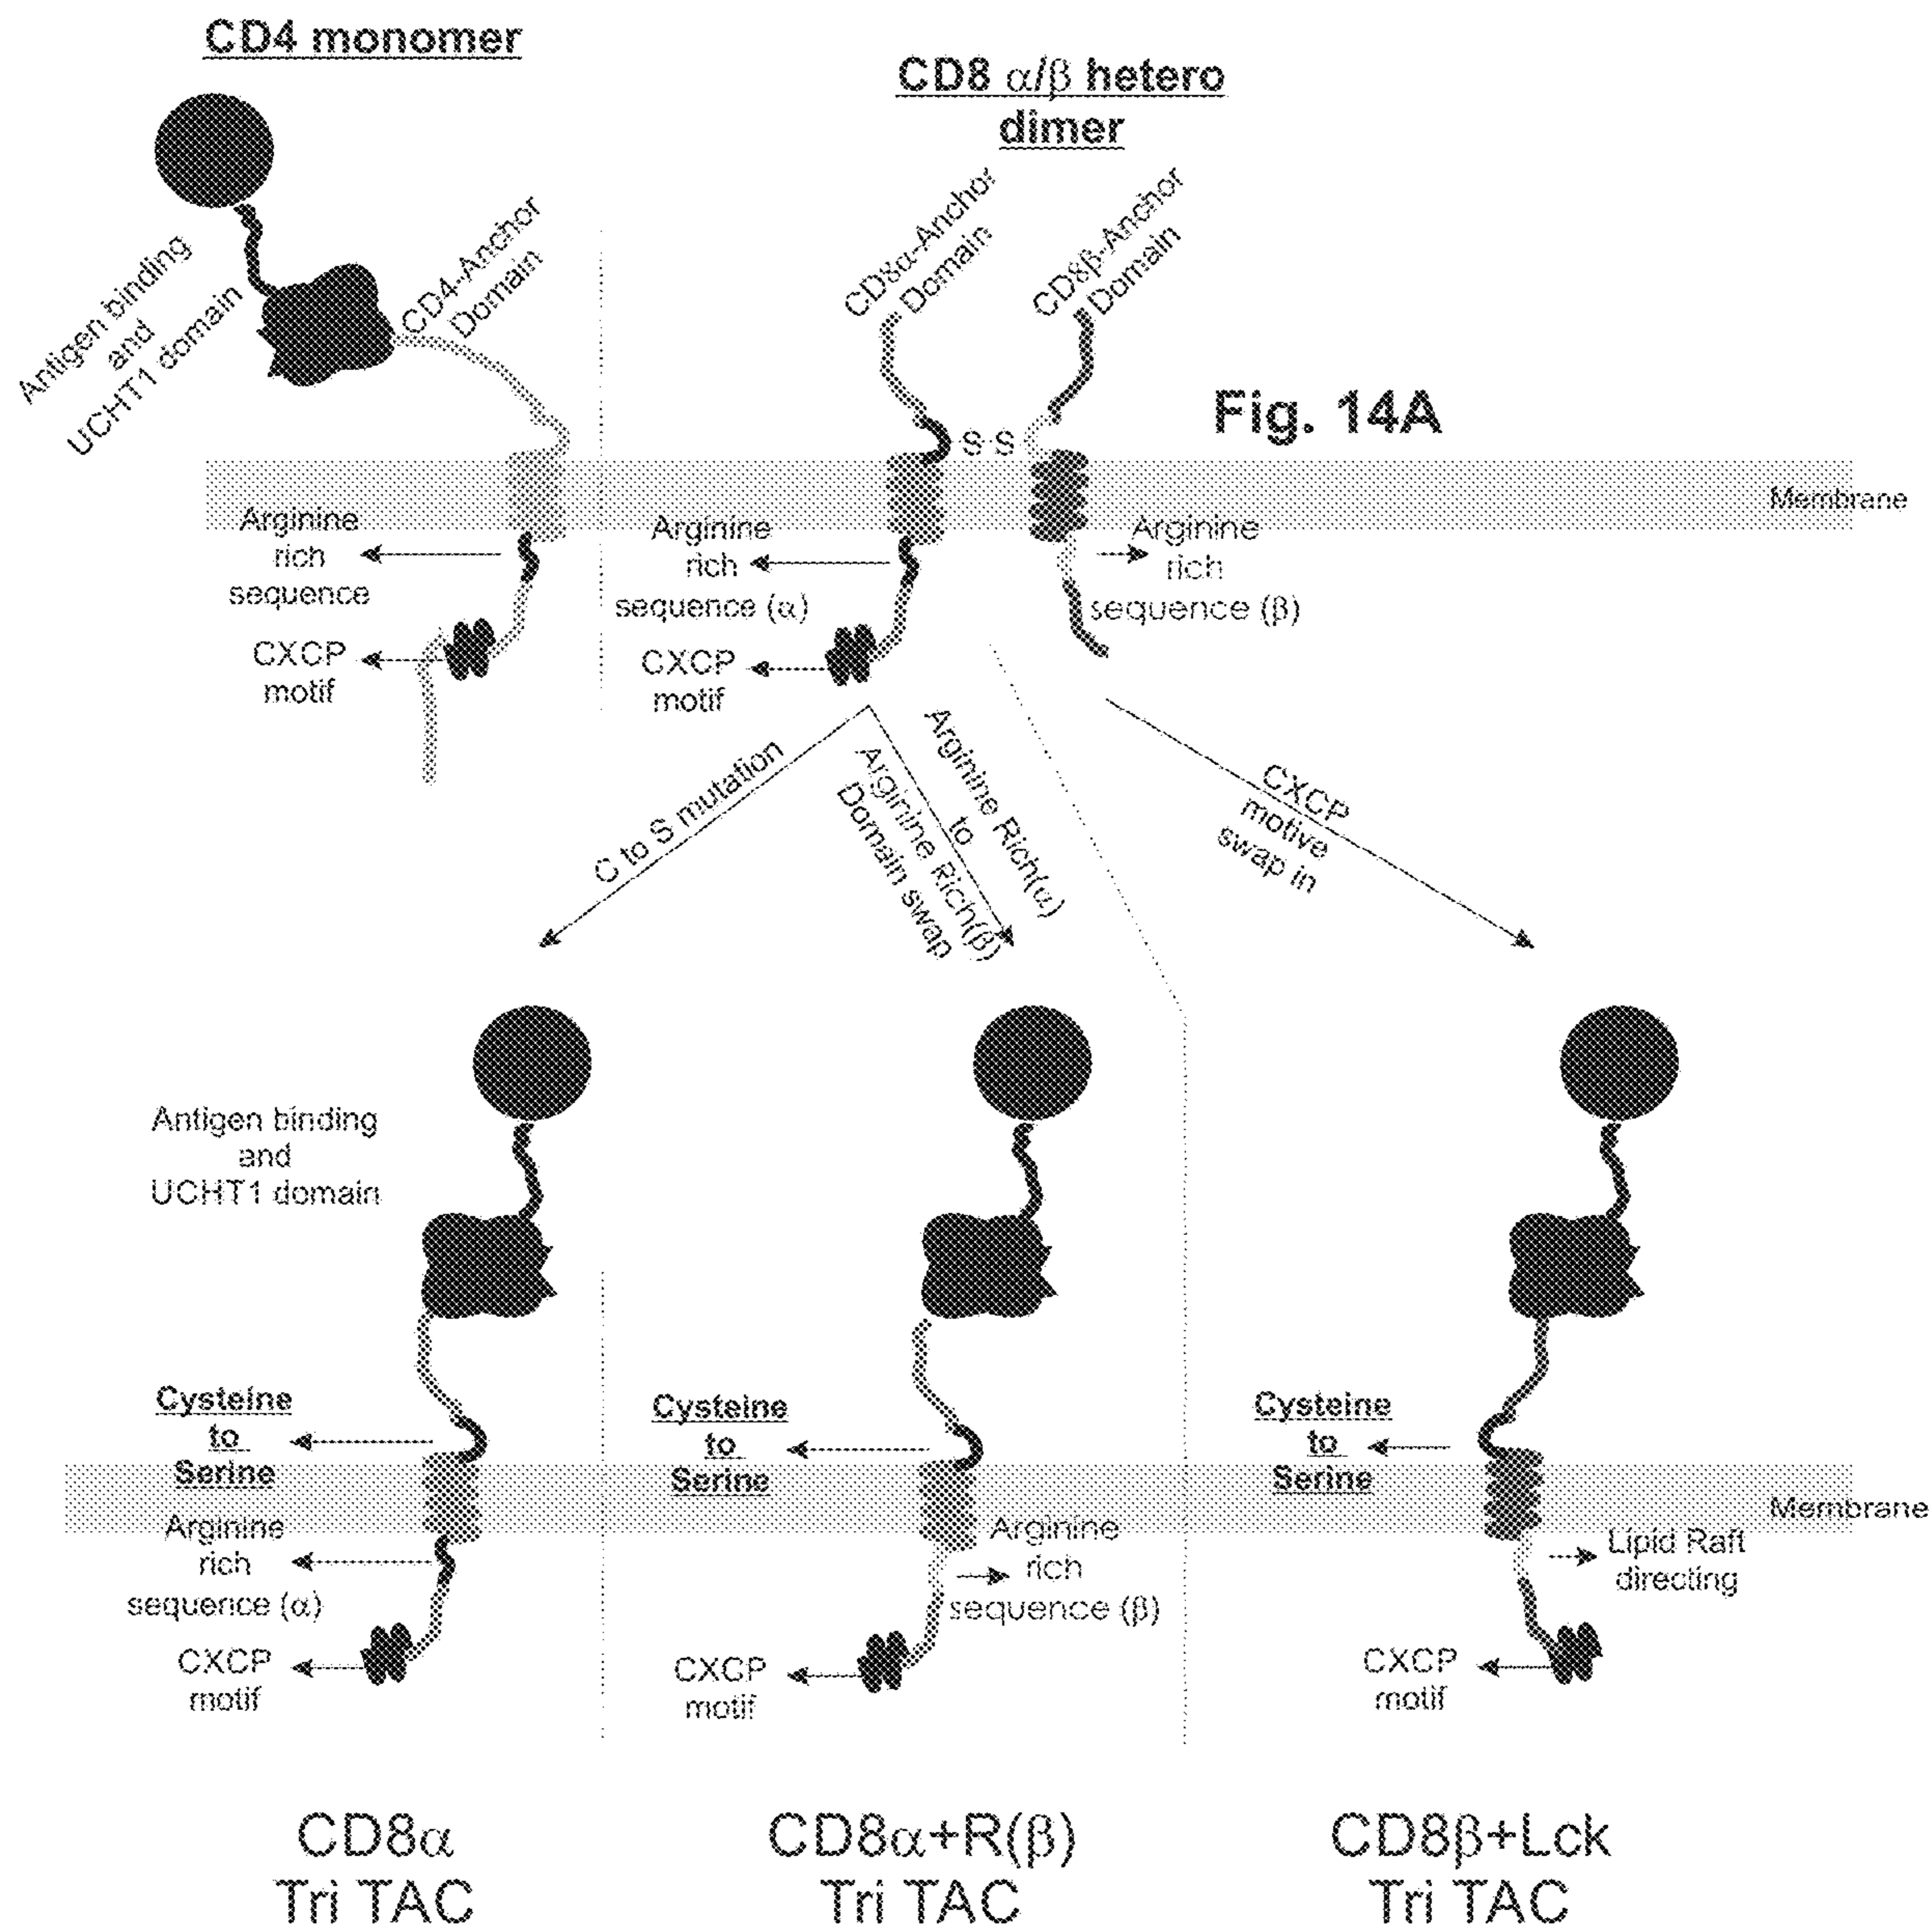 CD4 monomer
CD8 α/β hetero
dimer
Antigen binding
and
UCHT1 domain
CD4-Anchor
Domain
CD8α-Anchor
Domain
CD8β-Anchor
Domain
Fig. 14A
S-S
Membrane
Arginine
rich
sequence
CXCP
motif
Arginine
rich
sequence (α)
CXCP
motif
Arginine
rich
sequence (β)
C to S mutation
Arginine Rich(α)
to
Arginine Rich(β)
Domain swap
CXCP
motive
swap in
Antigen binding
and
UCHT1 domain
Cysteine
to
Serine
Arginine
rich
sequence (α)
CXCP
motif
Cysteine
to
Serine
Arginine
rich
sequence (β)
CXCP
motif
Cysteine
to
Serine
Membrane
Lipid Raft
directing
CXCP
motif
CD8α
Tri TAC
CD8α+R(β)
Tri TAC
CD8β+Lck
Tri TAC